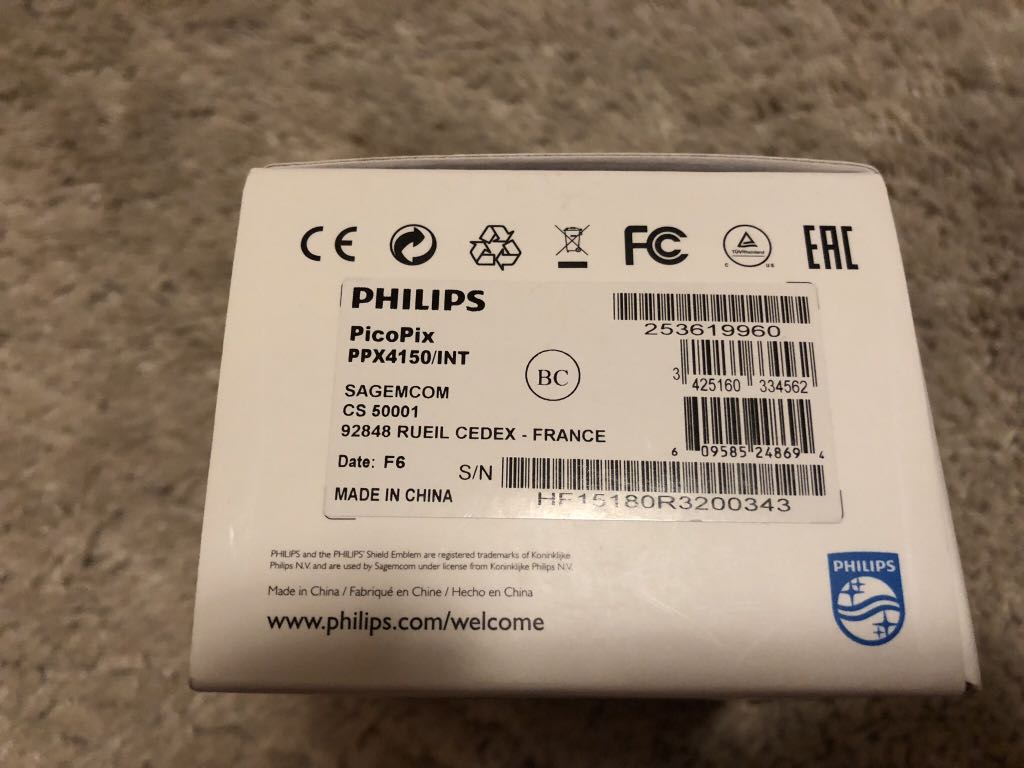 CE FC EAC
TÜVRheinland
C US
PHILIPS
PicoPix
PPX4150/INT
253619960
BC
3 425160 334562
SAGEMCOM
CS 50001
92848 RUEIL CEDEX - FRANCE
6 09585 24869 4
Date: F6
S/N
MADE IN CHINA
HF15180R3200343
PHILIPS and the PHILIPS' Shield Emblem are registered trademarks of Koninklijke
Philips N.V. and are used by Sagemcom under license from Koninklijke Philips N.V.
Made in China / Fabriqué en Chine / Hecho en China
www.philips.com/welcome
PHILIPS